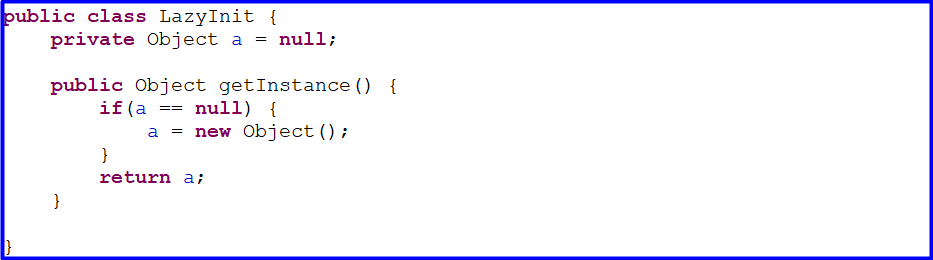 public class LazyInit {
    private Object a = null;

    public Object getInstance() {
        if(a == null) {
            a = new Object();
        }
        return a;
    }

}